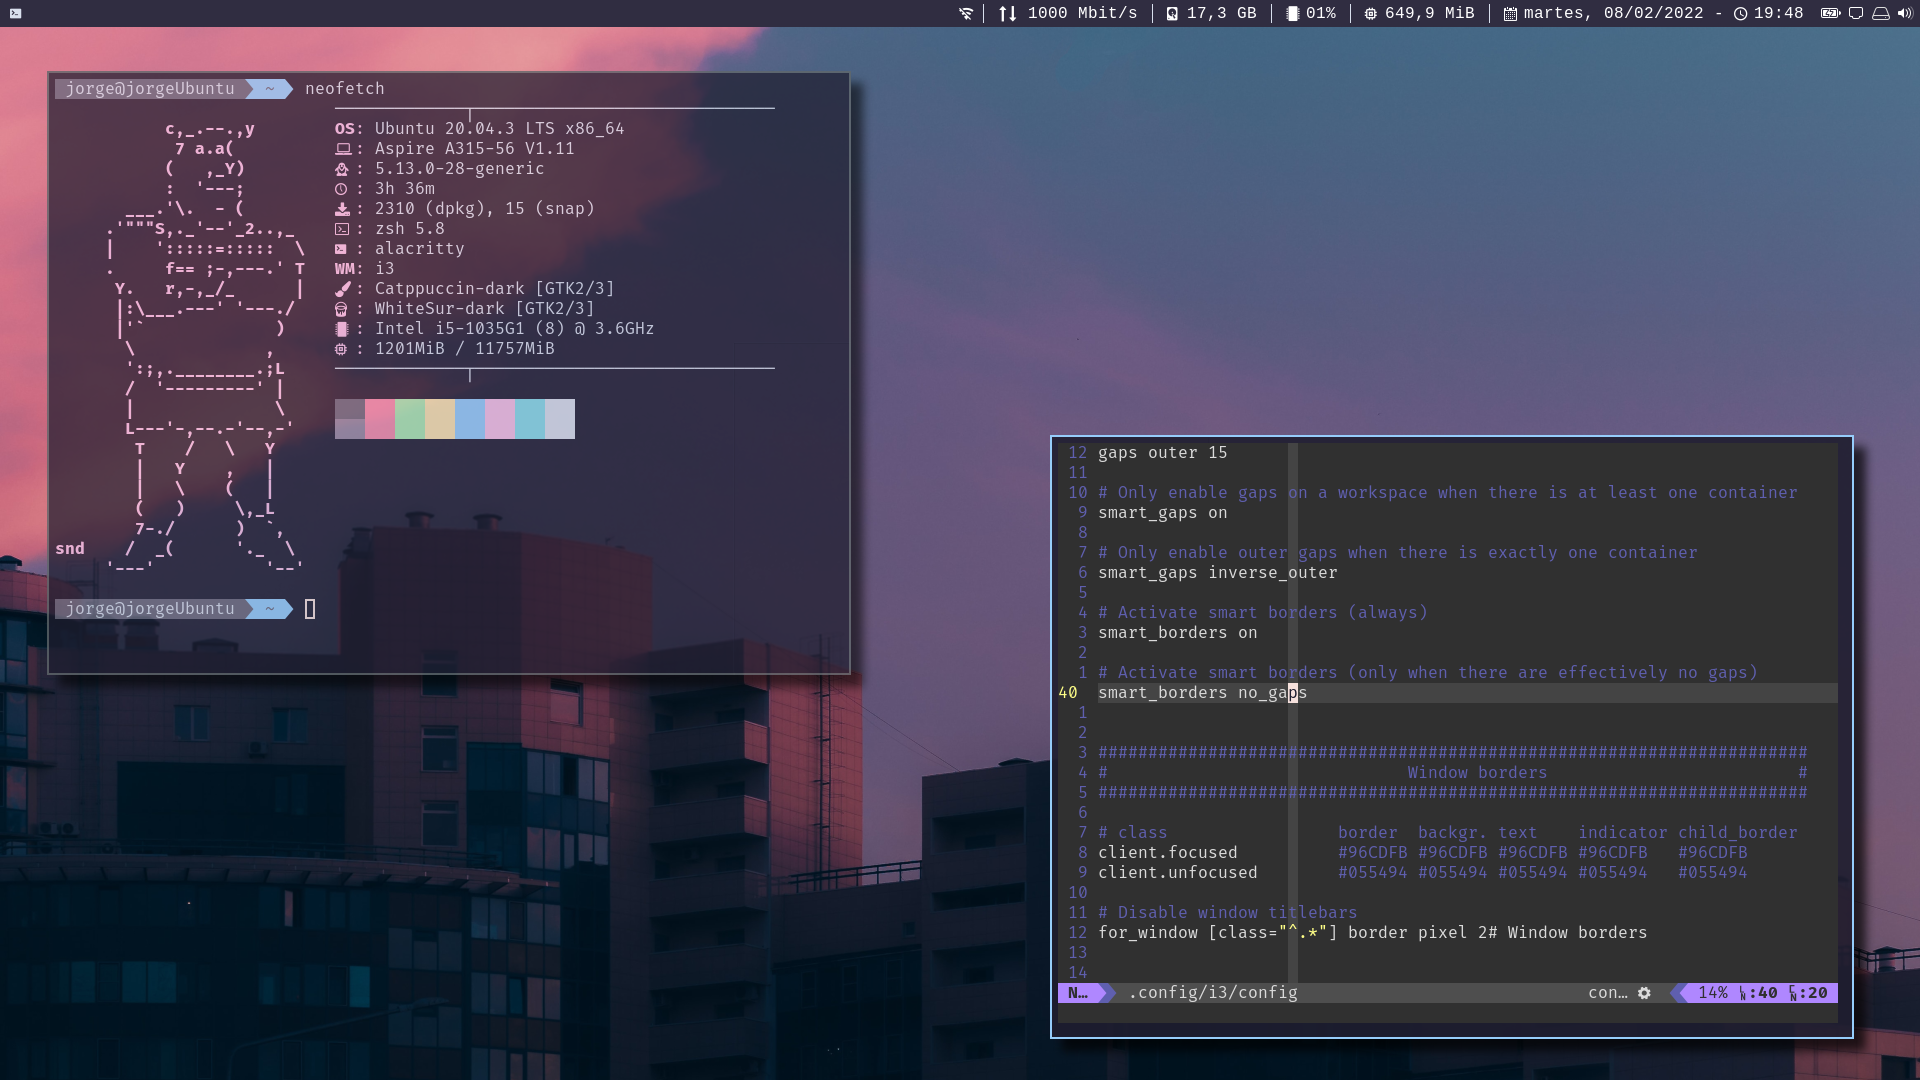 1000 Mbit/s 17,3 GB 01% 649,9 MiB martes, 08/02/2022 - 19:48
jorge@jorgeUbuntu ~ neofetch
OS: Ubuntu 20.04.3 LTS x86_64
: Aspire A315-56 V1.11
: 5.13.0-28-generic
: 3h 36m
: 2310 (dpkg), 15 (snap)
: zsh 5.8
: alacritty
WM: i3
: Catppuccin-dark [GTK2/3]
: WhiteSur-dark [GTK2/3]
: Intel i5-1035G1 (8) @ 3.6GHz
: 1201MiB / 11757MiB
snd
jorge@jorgeUbuntu ~
12 gaps outer 15
11
10 # Only enable gaps on a workspace when there is at least one container
9 smart_gaps on
8
7 # Only enable outer gaps when there is exactly one container
6 smart_gaps inverse_outer
5
4 # Activate smart borders (always)
3 smart_borders on
2
1 # Activate smart borders (only when there are effectively no gaps)
40 smart_borders no_gaps
1
2
3 #######################################################################
4 # Window borders #
5 #######################################################################
6
7 # class border backgr. text indicator child_border
8 client.focused #96CDFB #96CDFB #96CDFB #96CDFB #96CDFB
9 client.unfocused #055494 #055494 #055494 #055494 #055494
10
11 # Disable window titlebars
12 for_window [class="^.*"] border pixel 2# Window borders
13
14
N… .config/i3/config con… 14% LN:40 CN:20